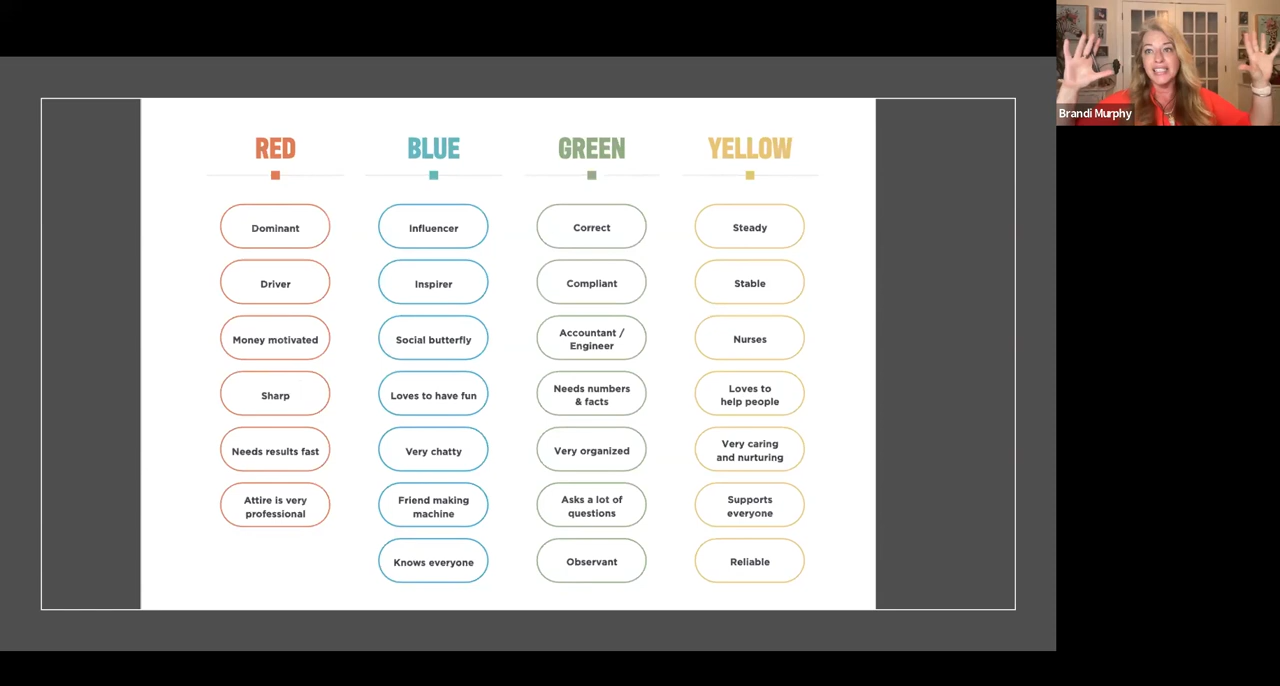 RED
Dominant
Driver
Money motivated
Sharp
Needs results fast
Attire is very
professional
BLUE
Influencer
Inspirer
Social butterfly
Loves to have fun
Very chatty
Friend making
machine
Knows everyone
GREEN
Correct
Compliant
Accountant /
Engineer
Needs numbers
& facts
Very organized
Asks a lot of
questions
Observant
YELLOW
Steady
Stable
Nurses
Loves to
help people
Very caring
and nurturing
Supports
everyone
Reliable
Brandi Murphy